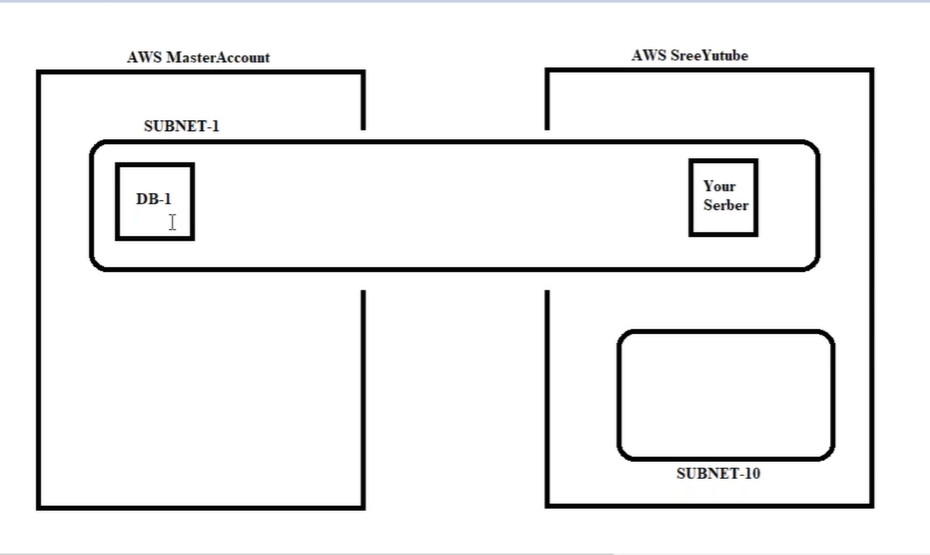 AWS MasterAccount
AWS SreeYutube
SUBNET-1
DB-1
Your
Serber
SUBNET-10